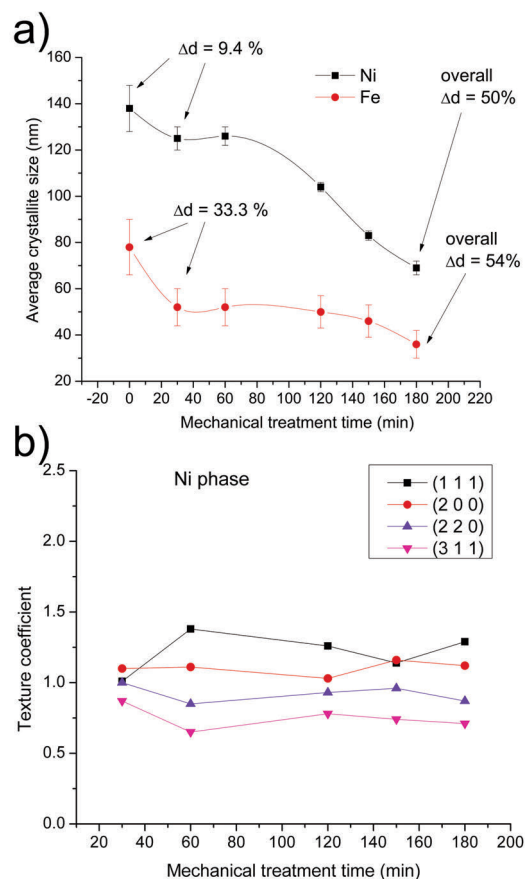 a)
160
140
120
100
80
60
40
20
Average crystallite size (nm)
Δd = 9.4 %
Δd = 33.3 %
Ni
Fe
overall
Δd = 50%
overall
Δd = 54%
-20 0 20 40 60 80 100 120 140 160 180 200 220
Mechanical treatment time (min)
b)
2.5
2.0
1.5
1.0
0.5
0.0
Texture coefficient
Ni phase
(1 1 1)
(2 0 0)
(2 2 0)
(3 1 1)
20 40 60 80 100 120 140 160 180 200
Mechanical treatment time (min)